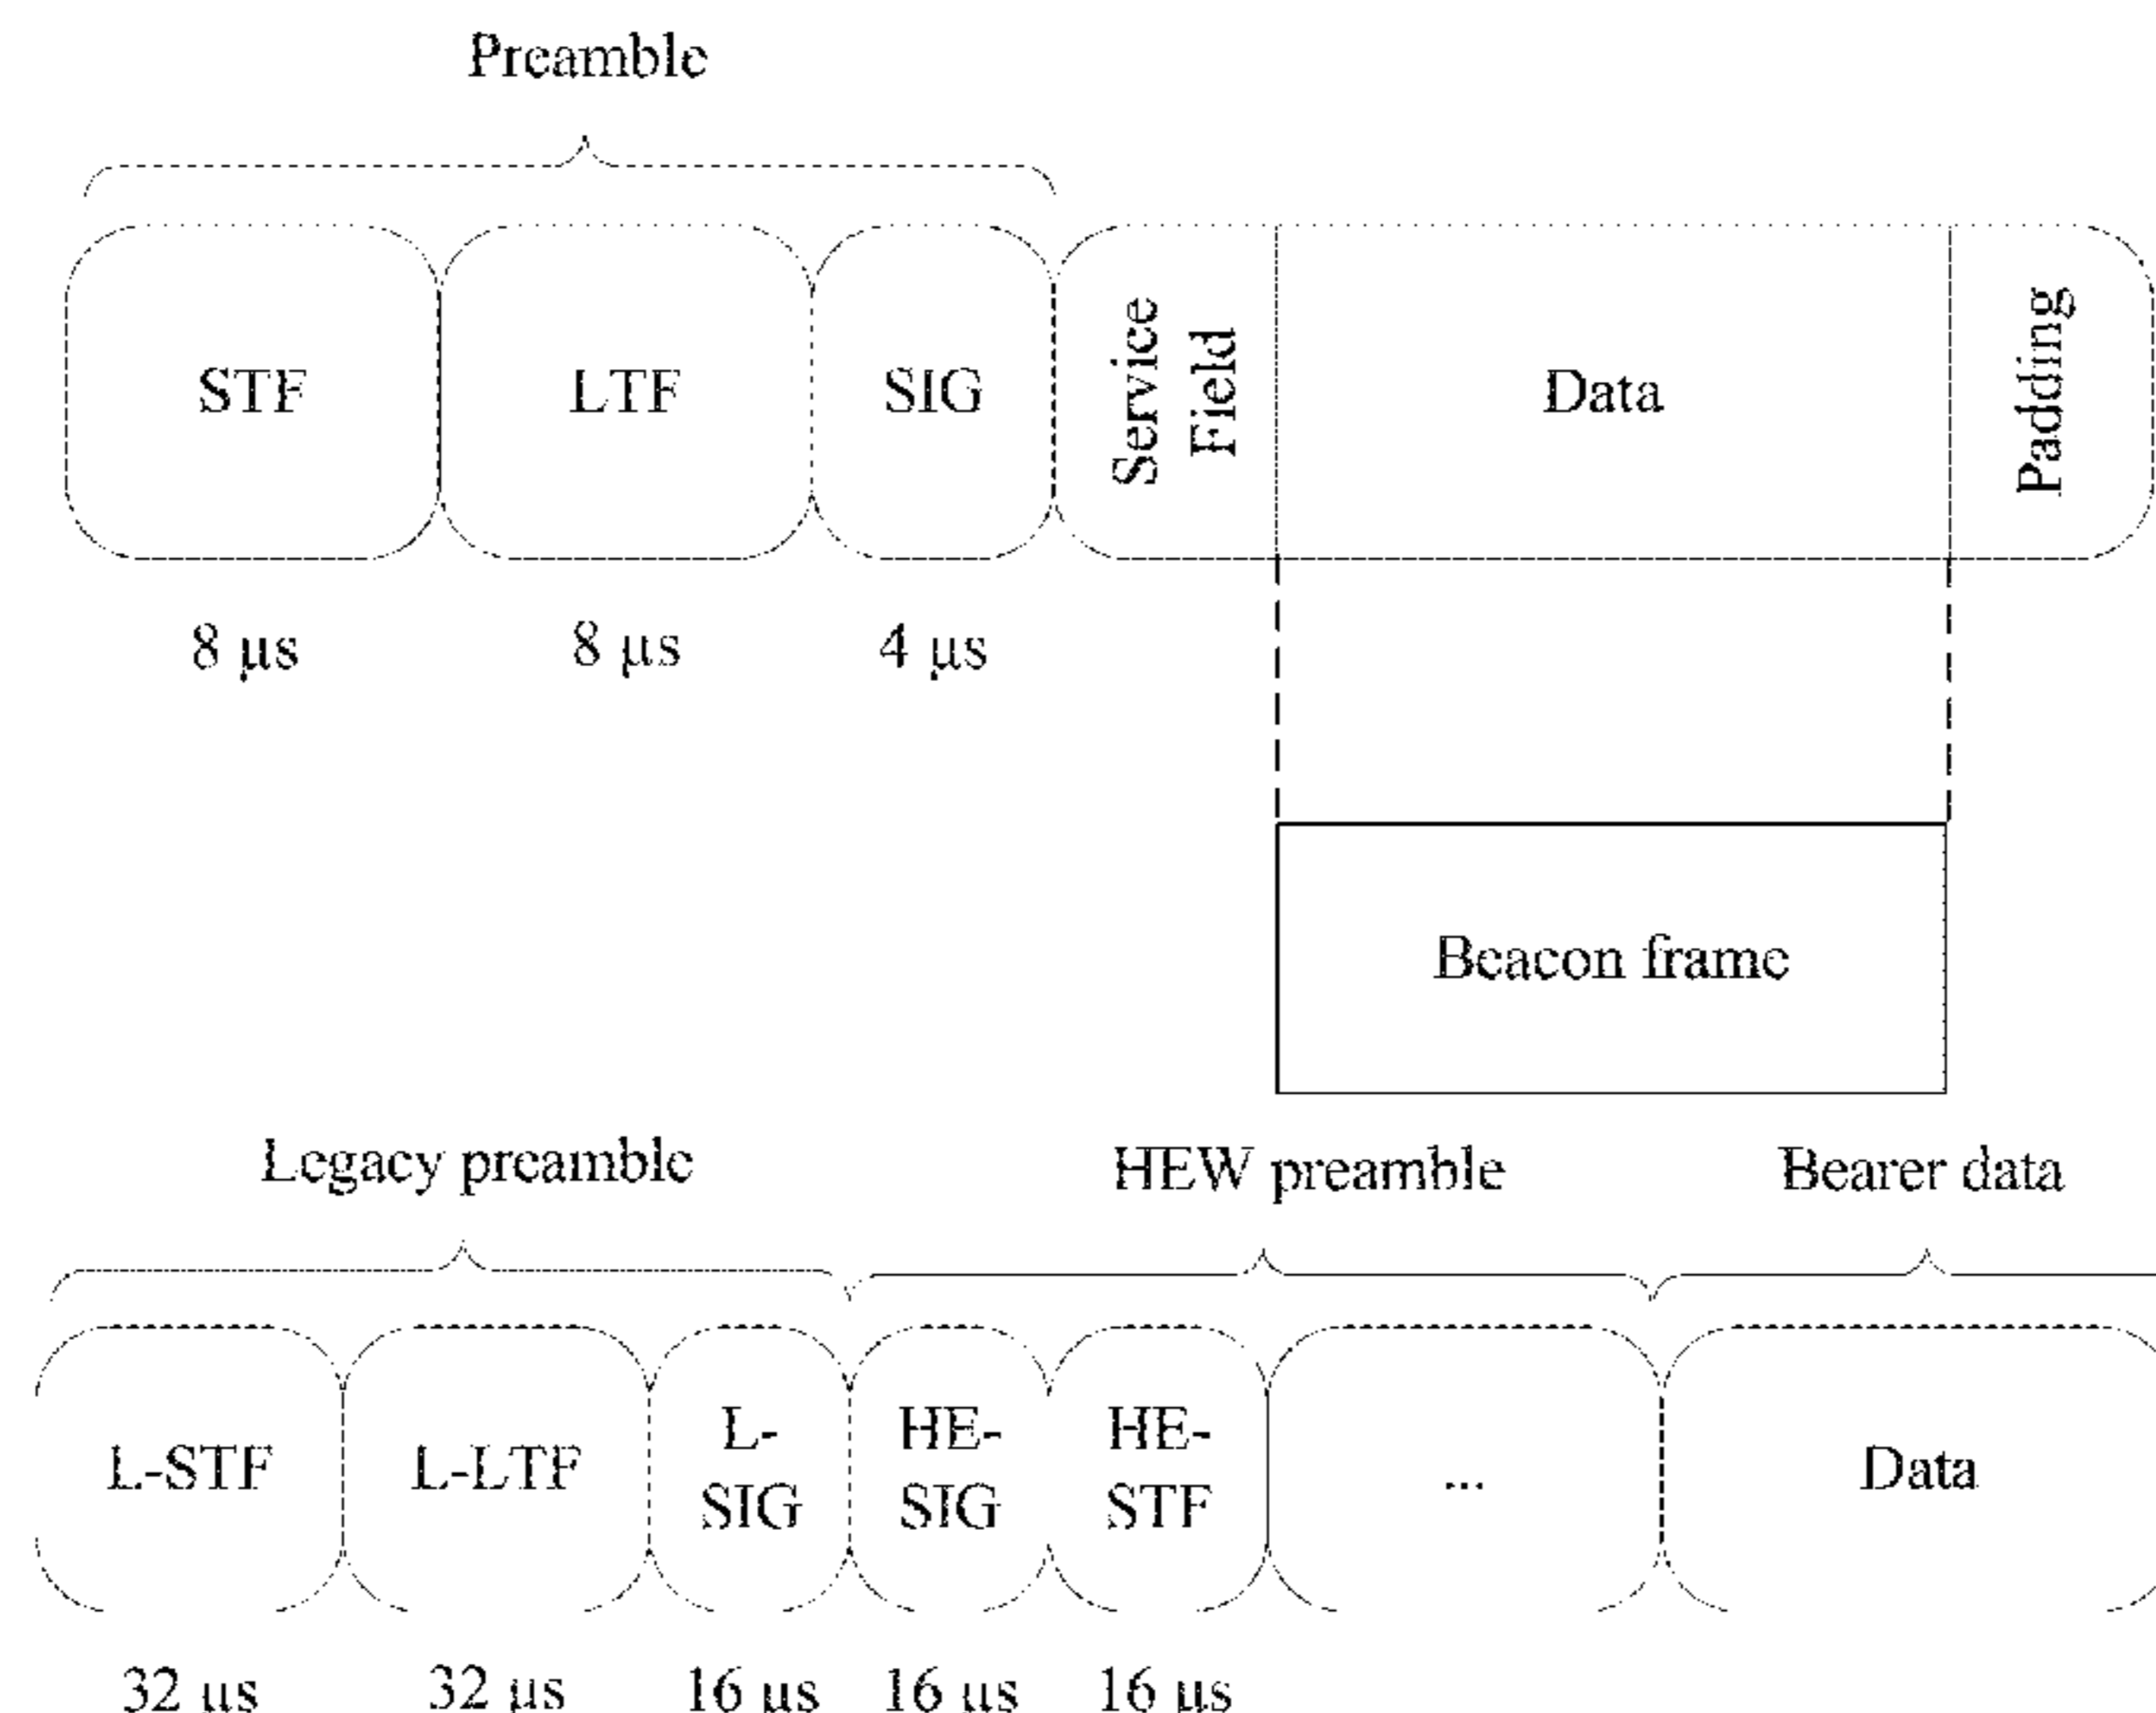 Preamble
STF
LTF
SIG
Service
Field
Data
Padding
8 μs
8 μs
4 μs
Beacon frame
Legacy preamble
HEW preamble
Bearer data
L-STF
L-LTF
L-
SIG
HE-
SIG
HE-
STF
...
Data
32 μs
32 μs
16 μs
16 μs
16 μs